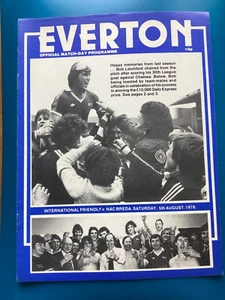 EVERTON
OFFICIAL MATCH-DAY PROGRAMME
Happy memories from last season
... Bob Latchford chaired from the
pitch after scoring his 30th League
goal against Chelsea. Below, Bob
being toasted by team-mates and
officials in celebration of his success
in winning the £10,000 Daily Express
prize. See pages 2 and 3.
INTERNATIONAL FRIENDLY v. NAC BREDA, SATURDAY, 5th AUGUST, 1978.